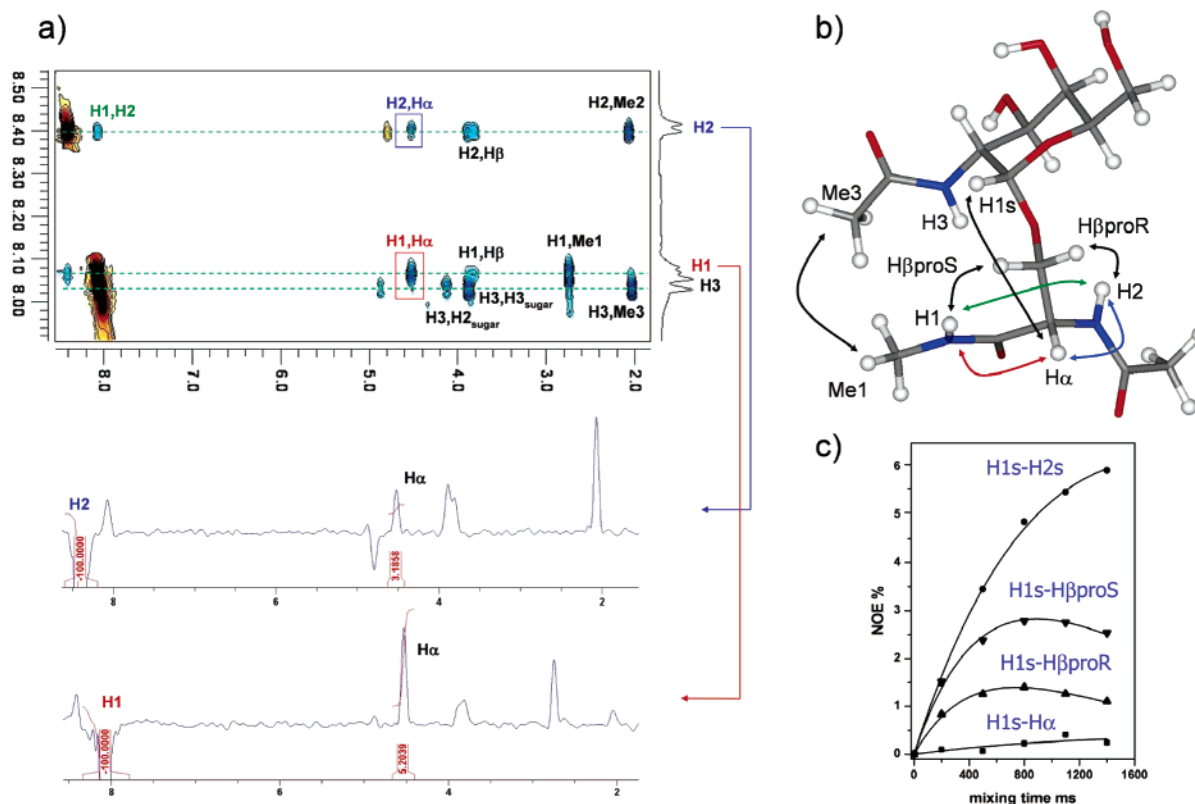 a)
8.50
8.40
8.30
8.20
8.10
8.00
H1,H2
H2,Hα
H2,Hβ
H2,Me2
H1,Hα
H1,Hβ
H1,Me1
H3,H3sugar
H3,H2sugar
H3,Me3
8.0
7.0
6.0
5.0
4.0
3.0
2.0
H2
H1
H3
H2
Hα
-100.0000
3.1858
8
6
4
2
H1
Hα
-100.0000
5.2039
8
6
4
2
b)
Me3
H3
H1s
HβproR
HβproS
H1
H2
Me1
Hα
c)
H1s-H2s
H1s-HβproS
H1s-HβproR
H1s-Hα
NOE %
6
5
4
3
2
1
0
0
400
800
1200
1600
mixing time ms